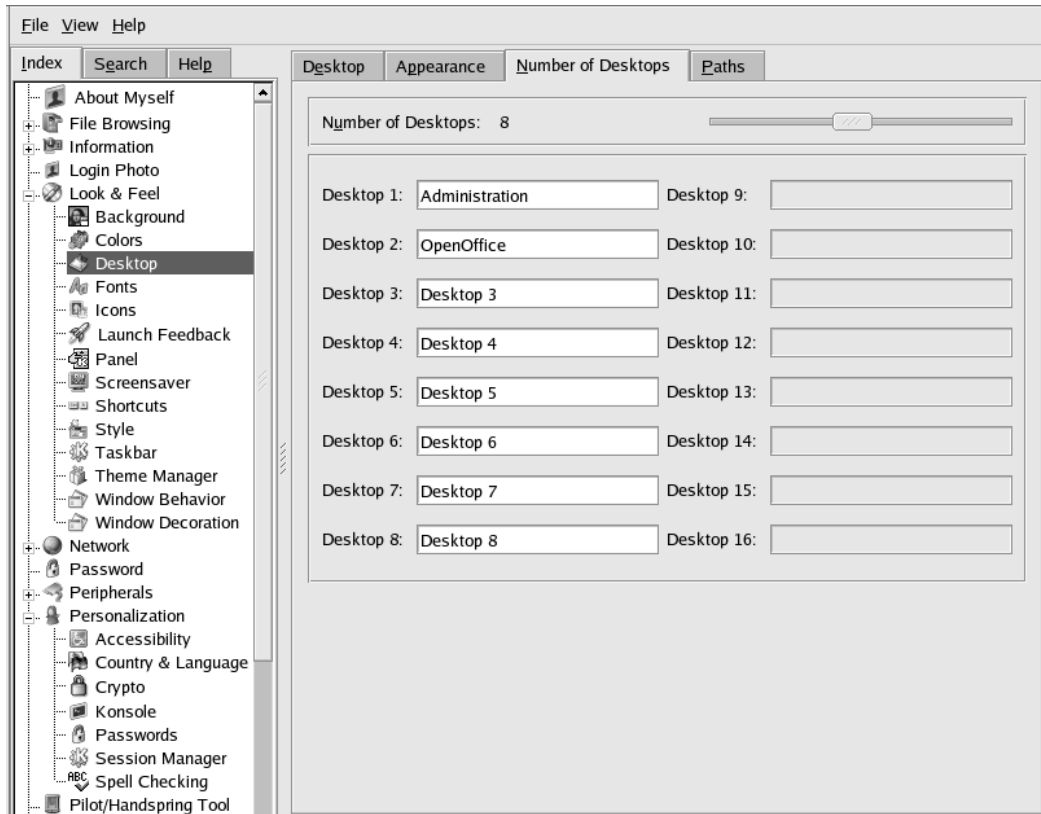 File View Help
Index Search Help
About Myself
File Browsing
Information
Login Photo
Look & Feel
Background
Colors
Desktop
Fonts
Icons
Launch Feedback
Panel
Screensaver
Shortcuts
Style
Taskbar
Theme Manager
Window Behavior
Window Decoration
Network
Password
Peripherals
Personalization
Accessibility
Country & Language
Crypto
Konsole
Passwords
Session Manager
ABC Spell Checking
Pilot/Handspring Tool
Desktop Appearance Number of Desktops Paths
Number of Desktops: 8
Desktop 1: Administration Desktop 9:
Desktop 2: OpenOffice Desktop 10:
Desktop 3: Desktop 3 Desktop 11:
Desktop 4: Desktop 4 Desktop 12:
Desktop 5: Desktop 5 Desktop 13:
Desktop 6: Desktop 6 Desktop 14:
Desktop 7: Desktop 7 Desktop 15:
Desktop 8: Desktop 8 Desktop 16: